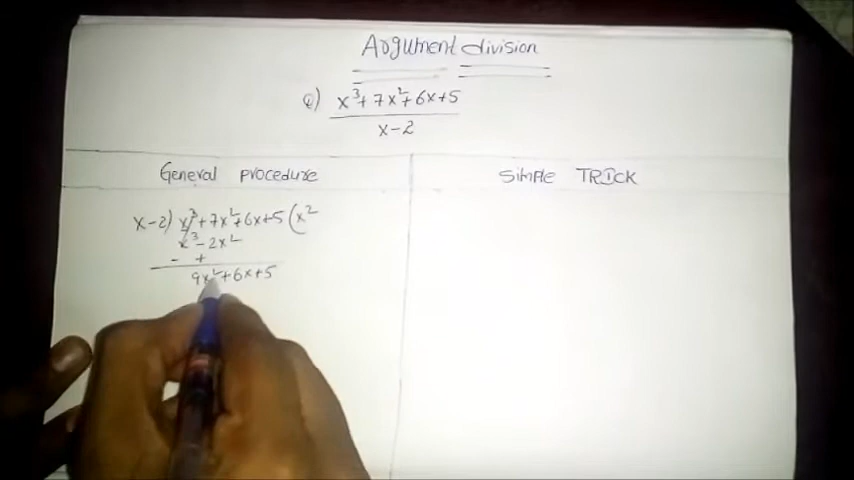 Argument division
Q) x³+7x²+6x+5
x-2
General procedure
x-2) x³+7x²+6x+5 (x²
x³-2x²
- +
9x²+6x+5
Simple TRICK